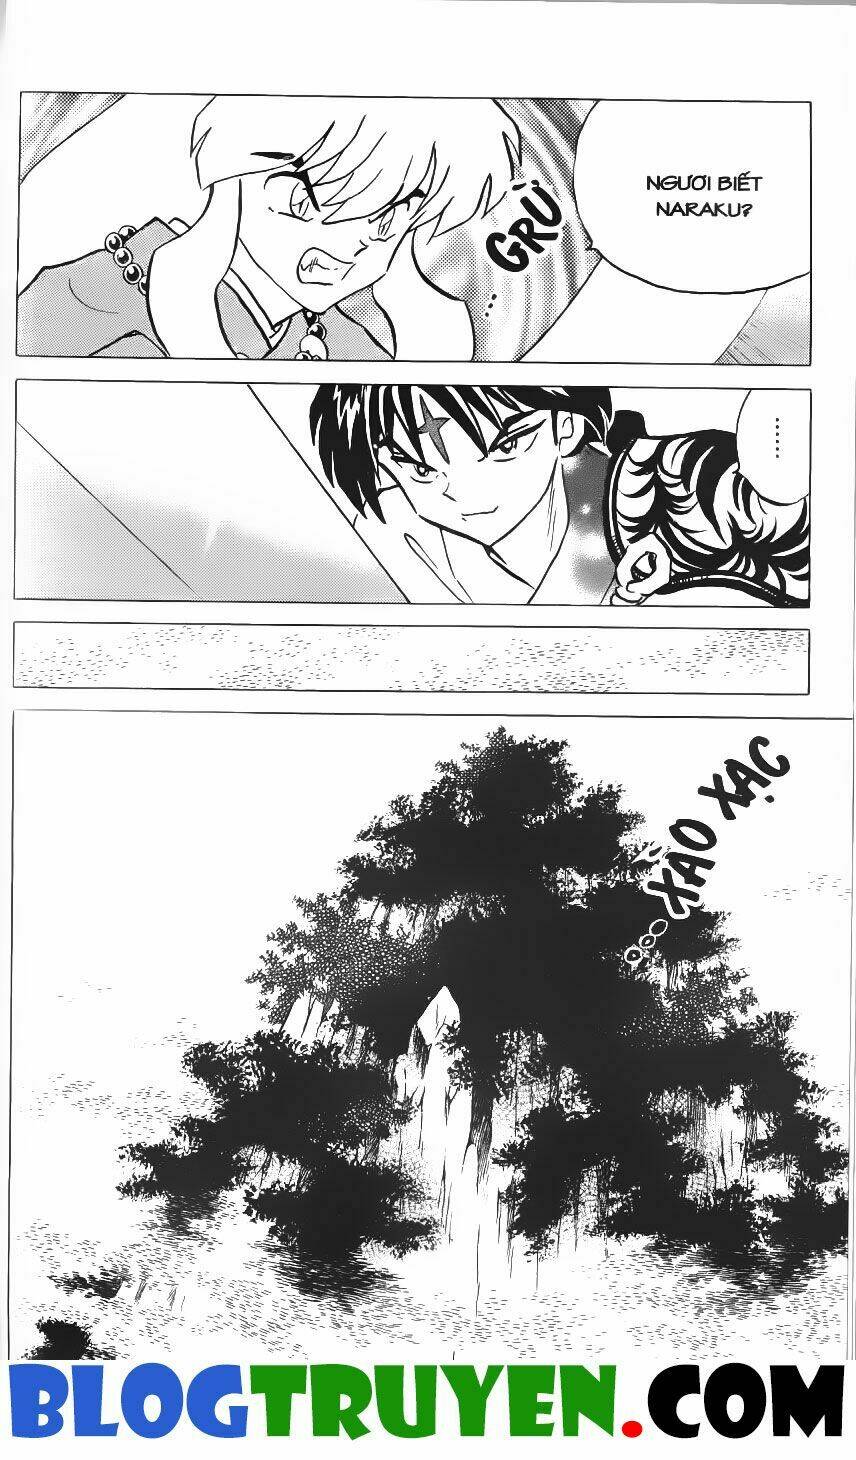 NGƯƠI BIẾT
NARAKU?
GRỪ
........
XÀO XẠC
BLOGTRUYEN.COM